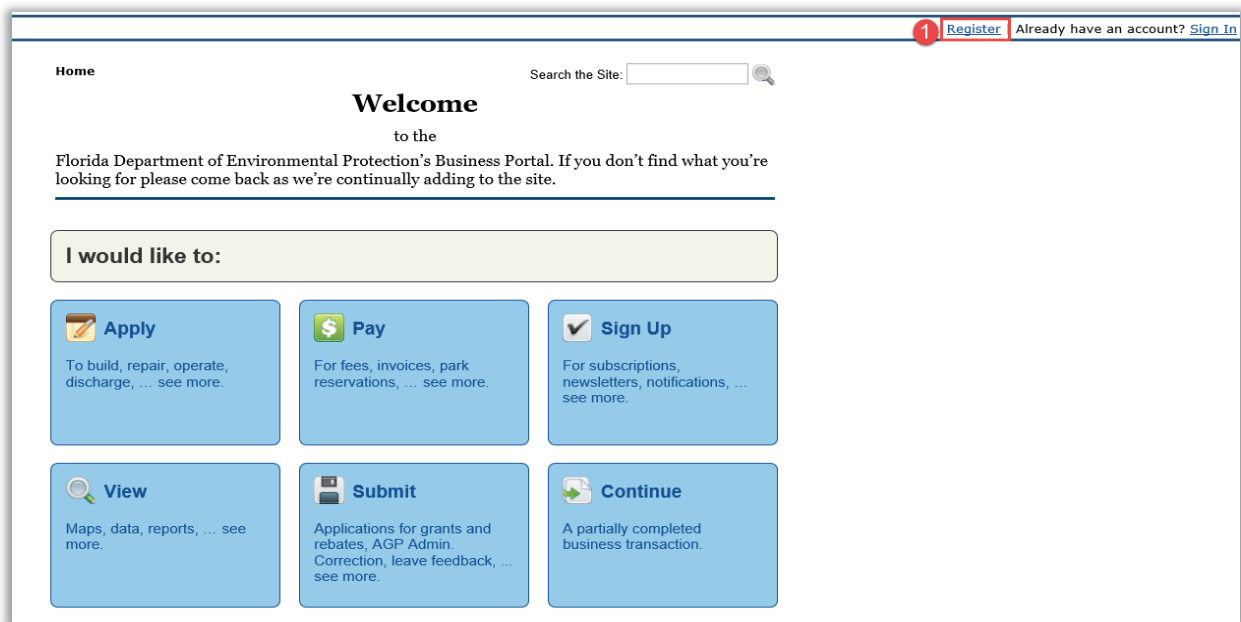 1 Register Already have an account? Sign In
Home
Search the Site:
Welcome
to the
Florida Department of Environmental Protection’s Business Portal. If you don’t find what you’re
looking for please come back as we’re continually adding to the site.
I would like to:
Apply
To build, repair, operate,
discharge, ... see more.
Pay
For fees, invoices, park
reservations, ... see more.
Sign Up
For subscriptions,
newsletters, notifications, ...
see more.
View
Maps, data, reports, ... see
more.
Submit
Applications for grants and
rebates, AGP Admin.
Correction, leave feedback, ...
see more.
Continue
A partially completed
business transaction.